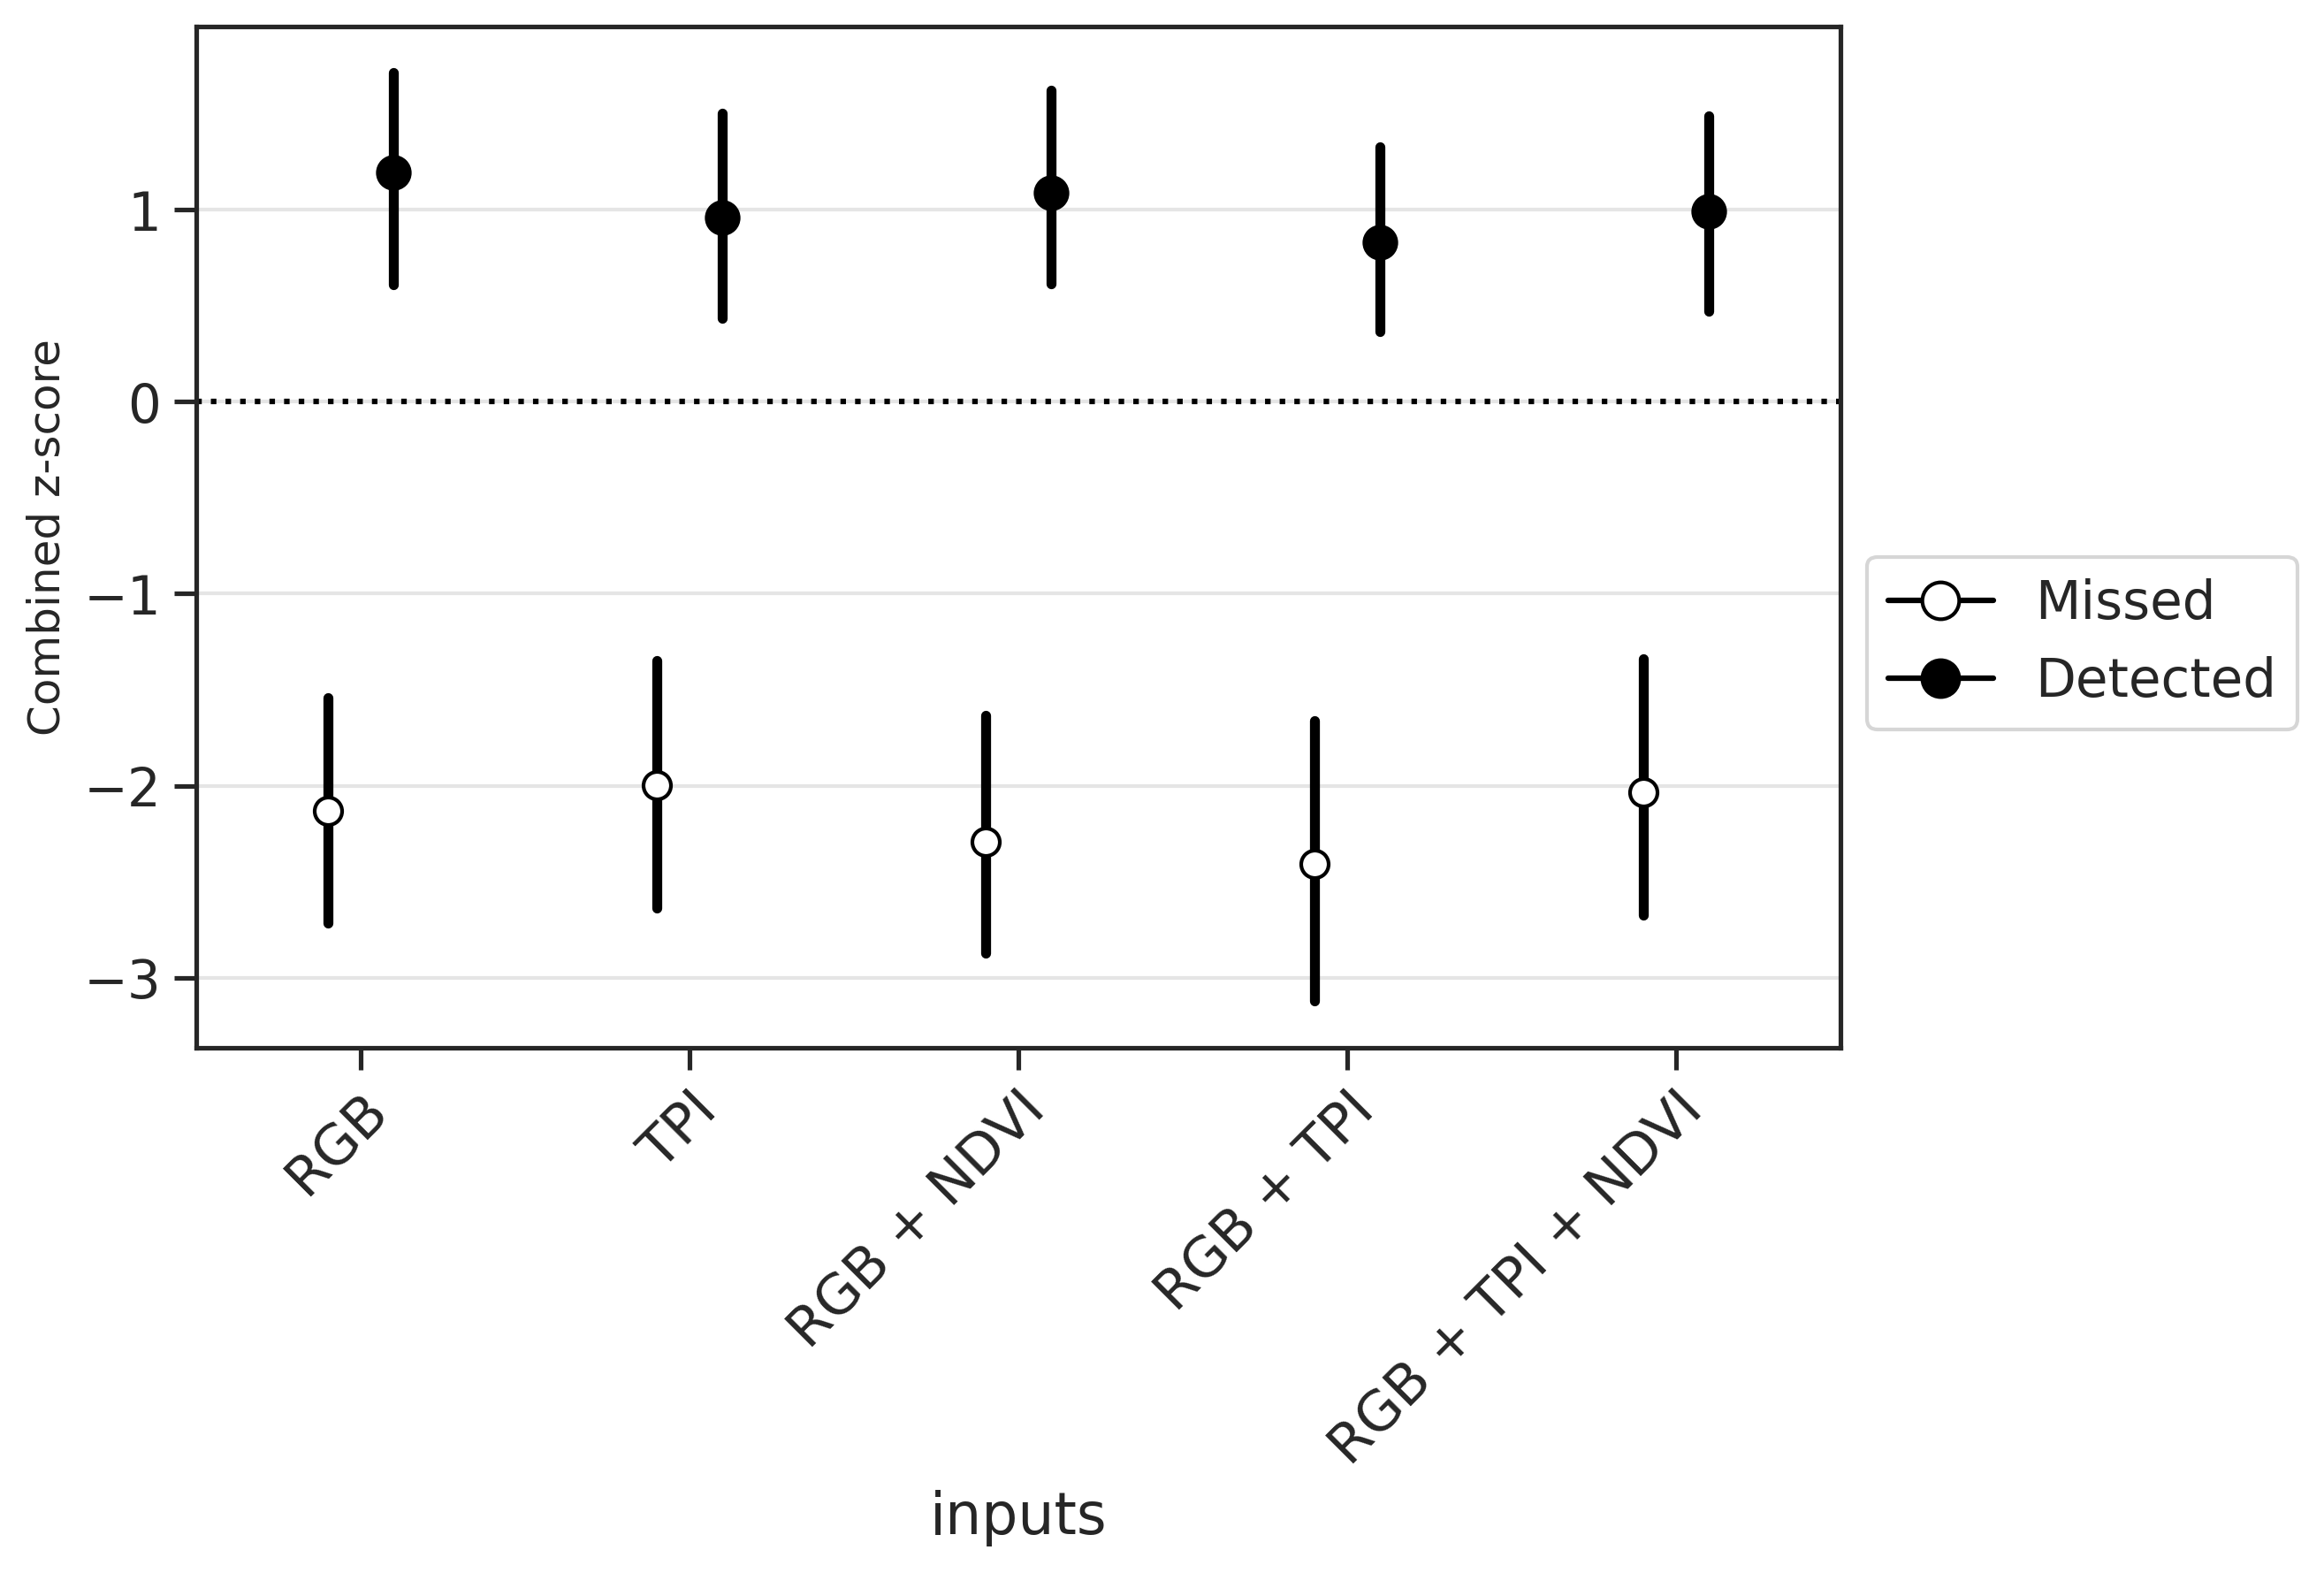 Combined z-score
1
0
−1
−2
−3
RGB
TPI
RGB + NDVI
RGB + TPI
RGB + TPI + NDVI
inputs
Missed
Detected